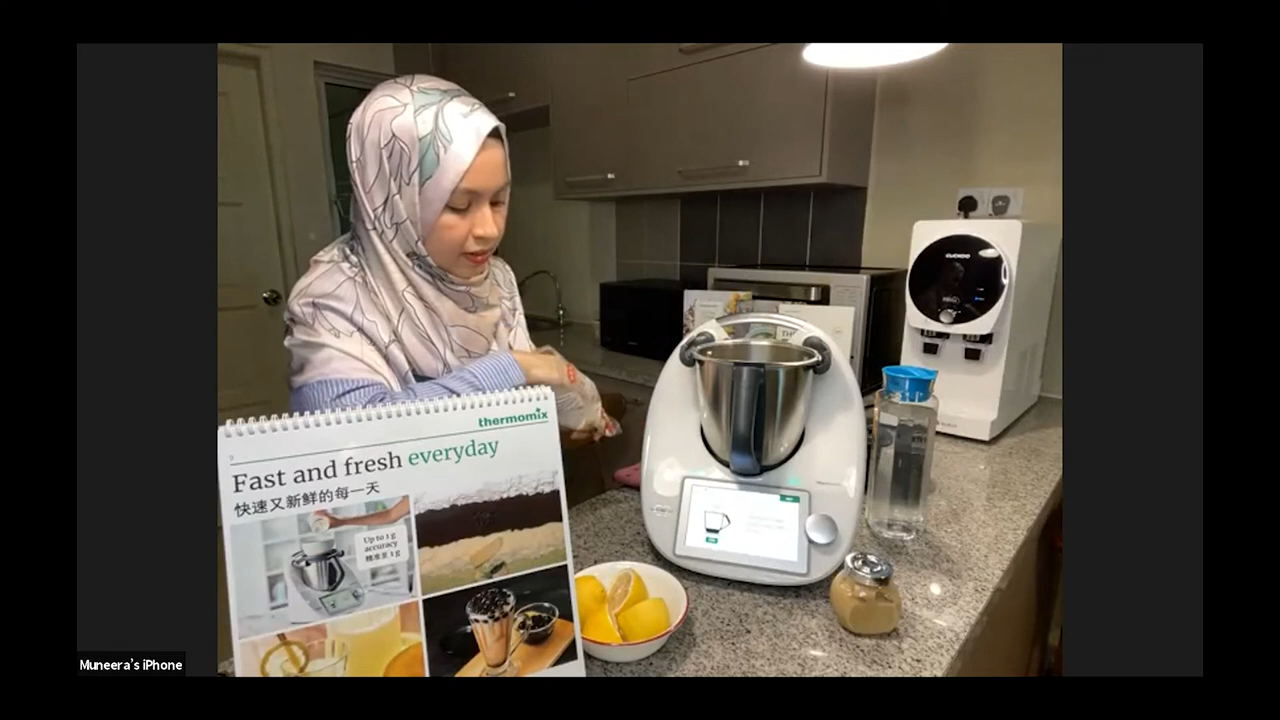 thermomix
9
Fast and fresh everyday
快速又新鲜的每一天
Up to 1 g
accuracy
精准至 1 g
CUCKOO
Muneera's iPhone